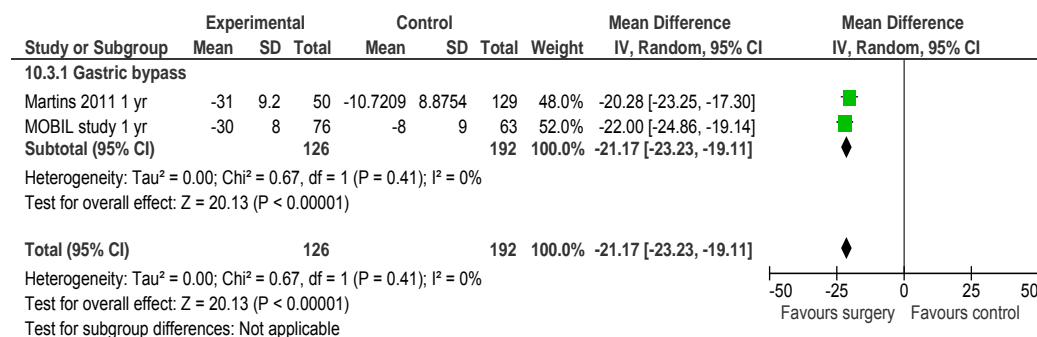 Experimental Control Mean Difference Mean Difference
Study or Subgroup Mean SD Total Mean SD Total Weight IV, Random, 95% CI IV, Random, 95% CI
10.3.1 Gastric bypass
Martins 2011 1 yr -31 9.2 50 -10.7209 8.8754 129 48.0% -20.28 [-23.25, -17.30]
MOBIL study 1 yr -30 8 76 -8 9 63 52.0% -22.00 [-24.86, -19.14]
Subtotal (95% CI) 126 192 100.0% -21.17 [-23.23, -19.11]
Heterogeneity: Tau² = 0.00; Chi² = 0.67, df = 1 (P = 0.41); I² = 0%
Test for overall effect: Z = 20.13 (P < 0.00001)
Total (95% CI) 126 192 100.0% -21.17 [-23.23, -19.11]
Heterogeneity: Tau² = 0.00; Chi² = 0.67, df = 1 (P = 0.41); I² = 0%
Test for overall effect: Z = 20.13 (P < 0.00001)
Test for subgroup differences: Not applicable
-50 -25 0 25 50
Favours surgery Favours control